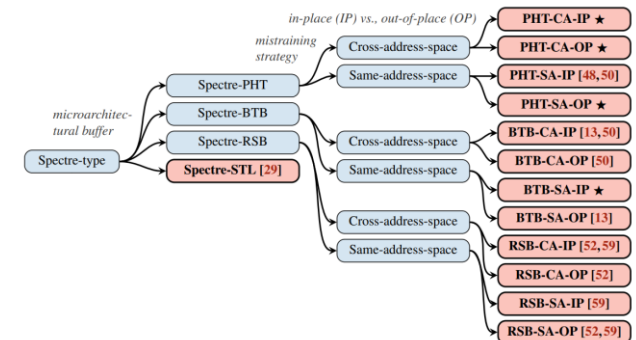 in-place (IP) vs., out-of-place (OP)
mistraining
strategy
microarchitec-
tural buffer
Spectre-type
Spectre-PHT
Spectre-BTB
Spectre-RSB
Spectre-STL [29]
Cross-address-space
Same-address-space
Cross-address-space
Same-address-space
Cross-address-space
Same-address-space
PHT-CA-IP ★
PHT-CA-OP ★
PHT-SA-IP [48,50]
PHT-SA-OP ★
BTB-CA-IP [13,50]
BTB-CA-OP [50]
BTB-SA-IP ★
BTB-SA-OP [13]
RSB-CA-IP [52,59]
RSB-CA-OP [52]
RSB-SA-IP [59]
RSB-SA-OP [52,59]